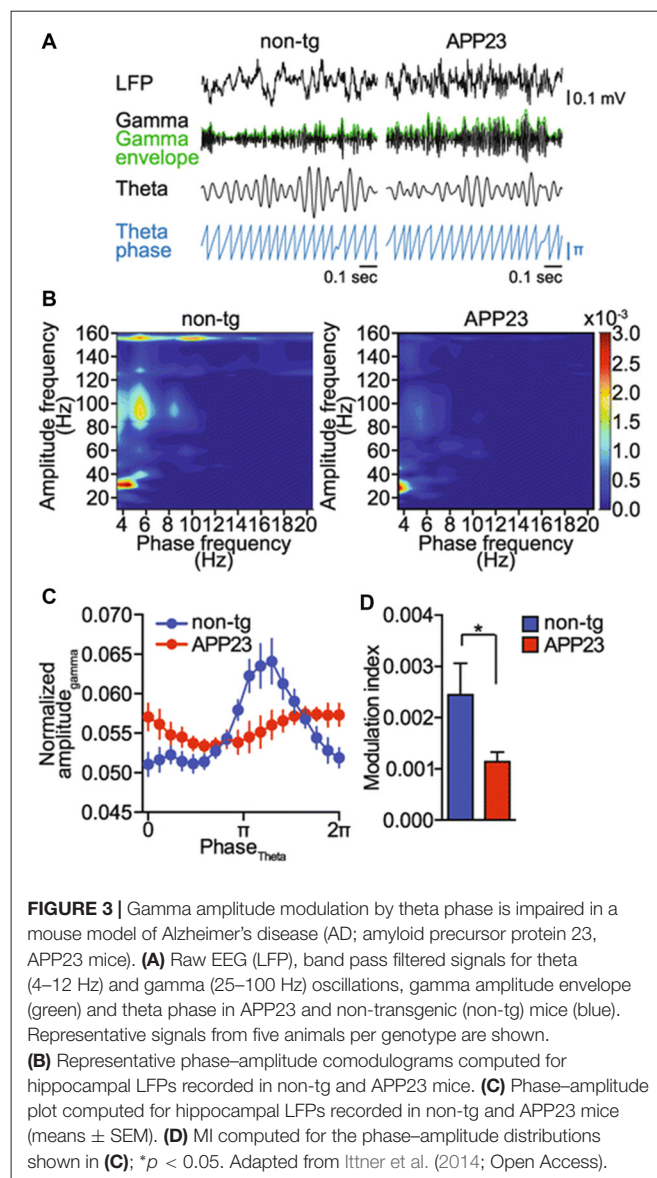 A
non-tg APP23
LFP
0.1 mV
Gamma
Gamma
envelope
Theta
Theta
phase
π
0.1 sec 0.1 sec
B
non-tg APP23 x10-3
160 160 3.0
140 140 2.5
120 120 2.0
100 100 1.5
80 80 1.0
60 60 0.5
40 40 0.0
20 20
Amplitude frequency
(Hz)
Amplitude frequency
(Hz)
4 6 8 10 12 14 16 18 20 4 6 8 10 12 14 16 18 20
Phase frequency Phase frequency
(Hz) (Hz)
C
0.070
0.065
0.060
0.055
0.050
0.045
Normalized
amplitude gamma
non-tg
APP23
0 π 2π
Phase Theta
D
0.004
0.003
0.002
0.001
0.000
Modulation index
*
non-tg
APP23
FIGURE 3 | Gamma amplitude modulation by theta phase is impaired in a
mouse model of Alzheimer's disease (AD; amyloid precursor protein 23,
APP23 mice). (A) Raw EEG (LFP), band pass filtered signals for theta
(4–12 Hz) and gamma (25–100 Hz) oscillations, gamma amplitude envelope
(green) and theta phase in APP23 and non-transgenic (non-tg) mice (blue).
Representative signals from five animals per genotype are shown.
(B) Representative phase–amplitude comodulograms computed for
hippocampal LFPs recorded in non-tg and APP23 mice. (C) Phase–amplitude
plot computed for hippocampal LFPs recorded in non-tg and APP23 mice
(means ± SEM). (D) MI computed for the phase–amplitude distributions
shown in (C); *p < 0.05. Adapted from Ittner et al. (2014; Open Access).